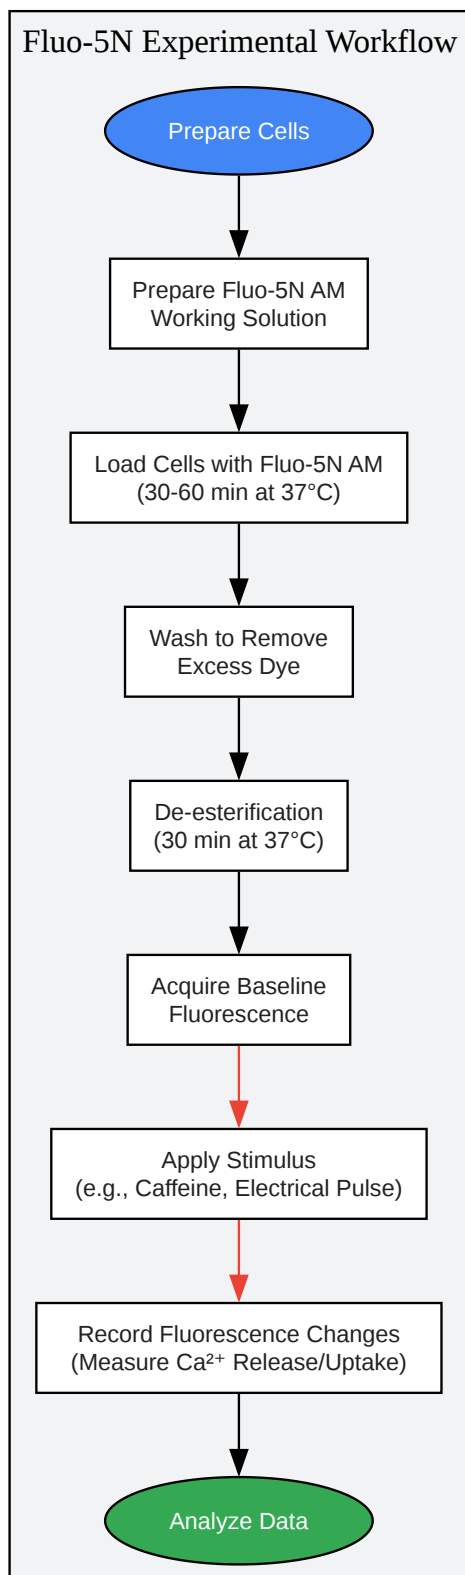 Fluo-5N Experimental Workflow
Prepare Cells
Prepare Fluo-5N AM
Working Solution
Load Cells with Fluo-5N AM
(30-60 min at 37°C)
Wash to Remove
Excess Dye
De-esterification
(30 min at 37°C)
Acquire Baseline
Fluorescence
Apply Stimulus
(e.g., Caffeine, Electrical Pulse)
Record Fluorescence Changes
(Measure Ca²⁺ Release/Uptake)
Analyze Data